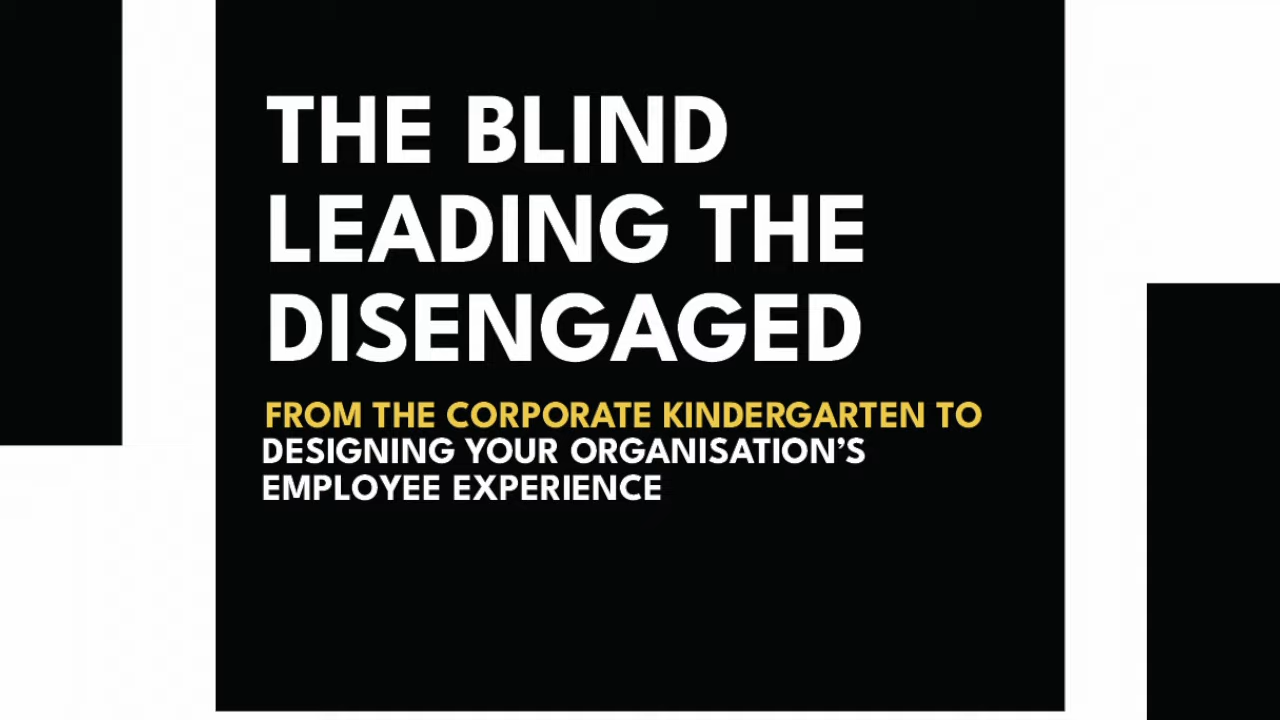 THE BLIND
LEADING THE
DISENGAGED
FROM THE CORPORATE KINDERGARTEN TO
DESIGNING YOUR ORGANISATION’S
EMPLOYEE EXPERIENCE